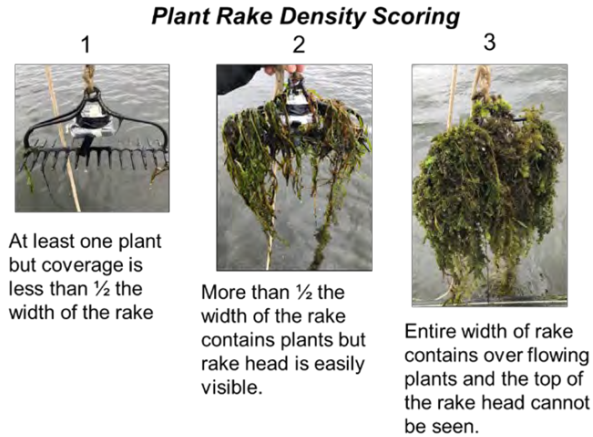 Plant Rake Density Scoring
1
2
3
At least one plant
but coverage is
less than ½ the
width of the rake
More than ½ the
width of the rake
contains plants but
rake head is easily
visible.
Entire width of rake
contains over flowing
plants and the top of
the rake head cannot
be seen.